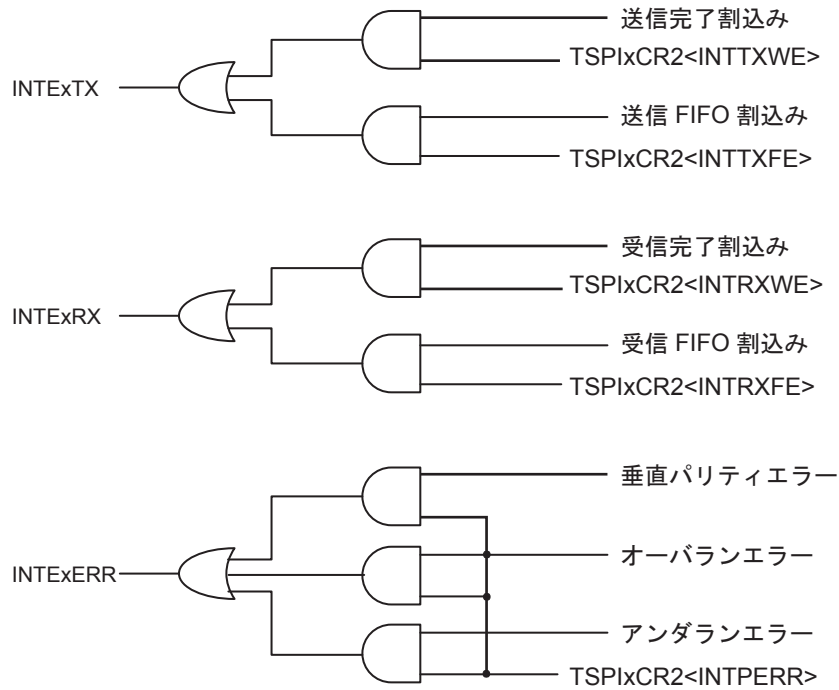 送信完了割込み
TSPIxCR2<INTTXWE>
INTExTX
送信 FIFO 割込み
TSPIxCR2<INTTXFE>
受信完了割込み
TSPIxCR2<INTRXWE>
INTExRX
受信 FIFO 割込み
TSPIxCR2<INTRXFE>
垂直パリティエラー
オーバランエラー
INTExERR
アンダランエラー
TSPIxCR2<INTPERR>